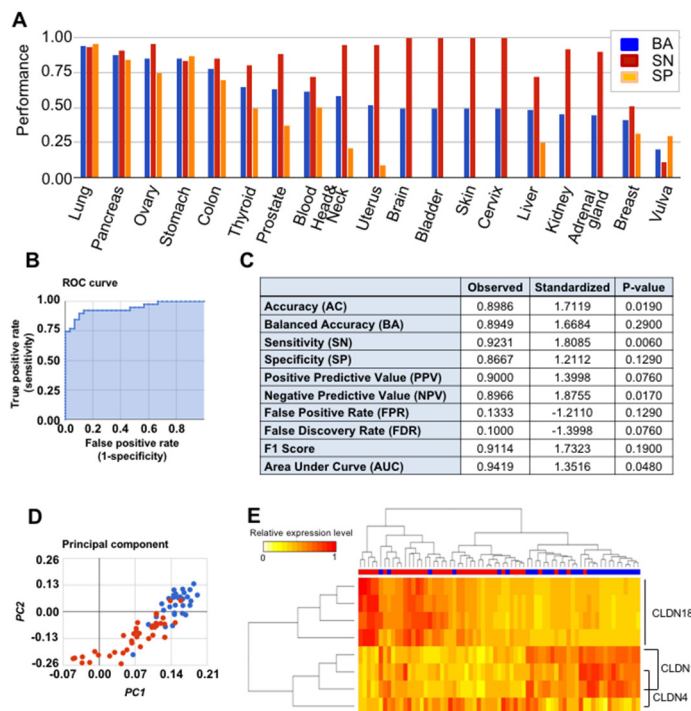 A
Performance
1.00
0.75
0.50
0.25
0.00
BA
SN
SP
Lung
Pancreas
Ovary
Stomach
Colon
Thyroid
Prostate
Blood
Head&
Neck
Uterus
Brain
Bladder
Skin
Cervix
Liver
Kidney
Adrenal
gland
Breast
Vulva
B
ROC curve
True positive rate
(sensitivity)
1.00
0.75
0.50
0.25
0.00
0.0 0.2 0.4 0.6 0.8
False positive rate
(1-specificity)
C
Observed Standardized P-value
Accuracy (AC) 0.8986 1.7119 0.0190
Balanced Accuracy (BA) 0.8949 1.6684 0.2900
Sensitivity (SN) 0.9231 1.8085 0.0060
Specificity (SP) 0.8667 1.2112 0.1290
Positive Predictive Value (PPV) 0.9000 1.3998 0.0760
Negative Predictive Value (NPV) 0.8966 1.8755 0.0170
False Positive Rate (FPR) 0.1333 -1.2110 0.1290
False Discovery Rate (FDR) 0.1000 -1.3998 0.0760
F1 Score 0.9114 1.7323 0.1900
Area Under Curve (AUC) 0.9419 1.3516 0.0480
D
Principal component
PC2
0.26
0.13
0.00
-0.13
-0.26
-0.07 0.00 0.07 0.14 0.21
PC1
E
Relative expression level
0 1
CLDN18
CLDN
CLDN4